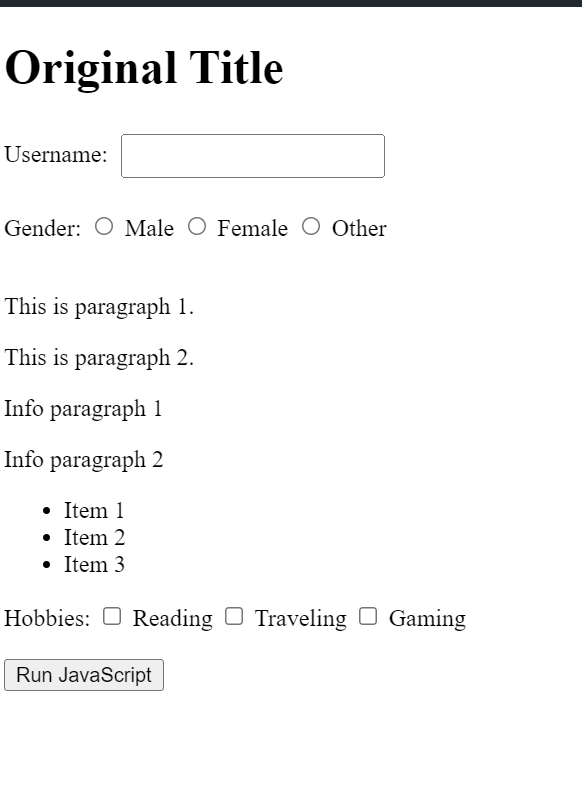 Original Title
Username:
Gender: Male Female Other
This is paragraph 1.
This is paragraph 2.
Info paragraph 1
Info paragraph 2
Item 1
Item 2
Item 3
Hobbies: Reading Traveling Gaming
Run JavaScript